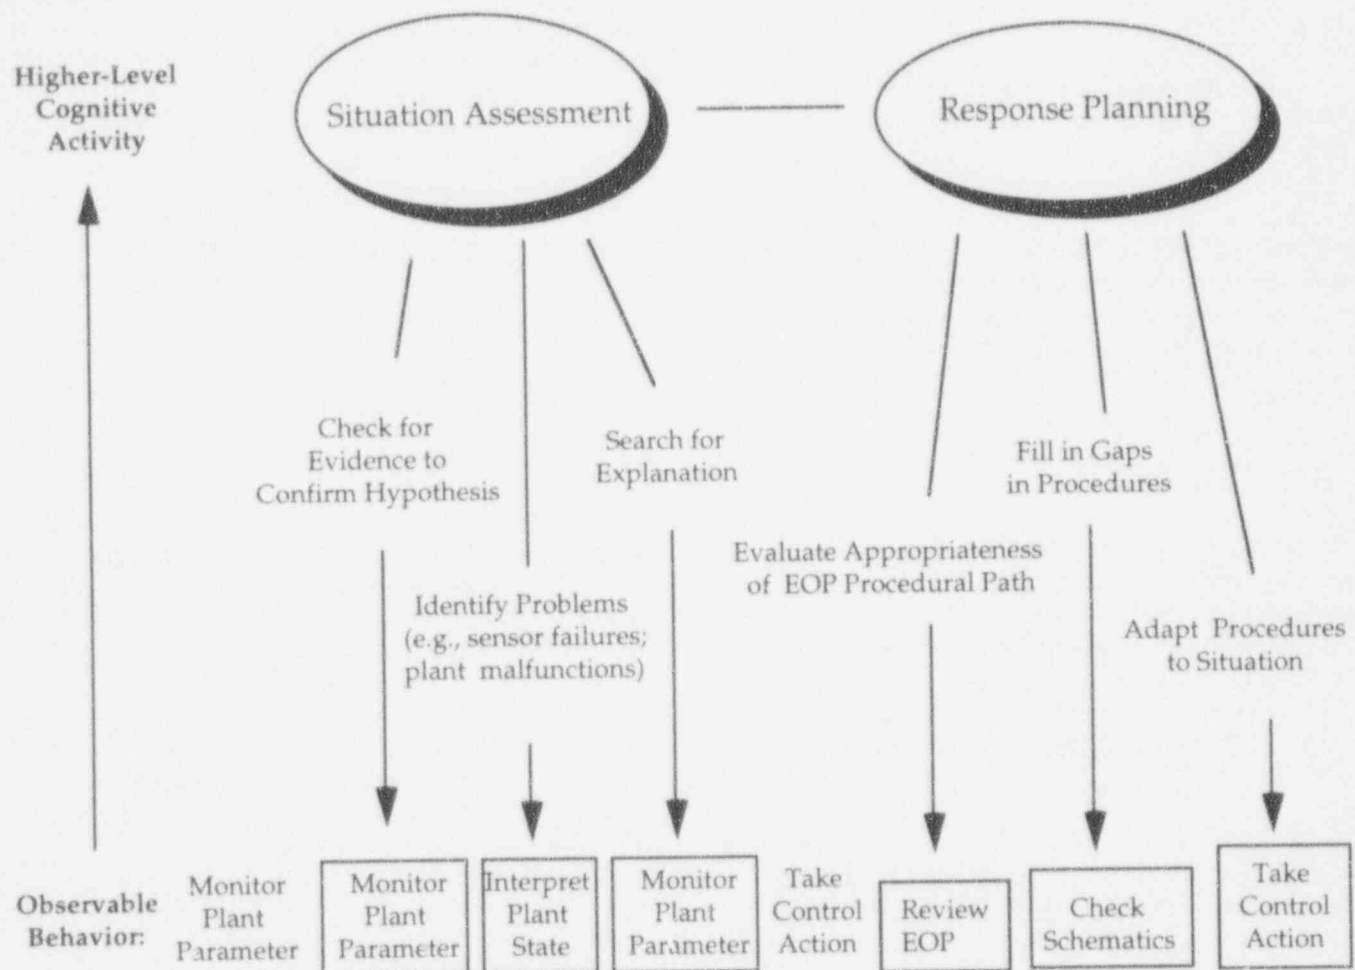 Higher-Level
Cognitive
Activity
Situation Assessment
Response Planning
Check for
Evidence to
Confirm Hypothesis
Search for
Explanation
Fill in Gaps
in Procedures
Evaluate Appropriateness
of EOP Procedural Path
Identify Problems
(e.g., sensor failures;
plant malfunctions)
Adapt Procedures
to Situation
Observable
Behavior:
Monitor
Plant
Parameter
Monitor
Plant
Parameter
Interpret
Plant
State
Monitor
Plant
Parameter
Take
Control
Action
Review
EOP
Check
Schematics
Take
Control
Action